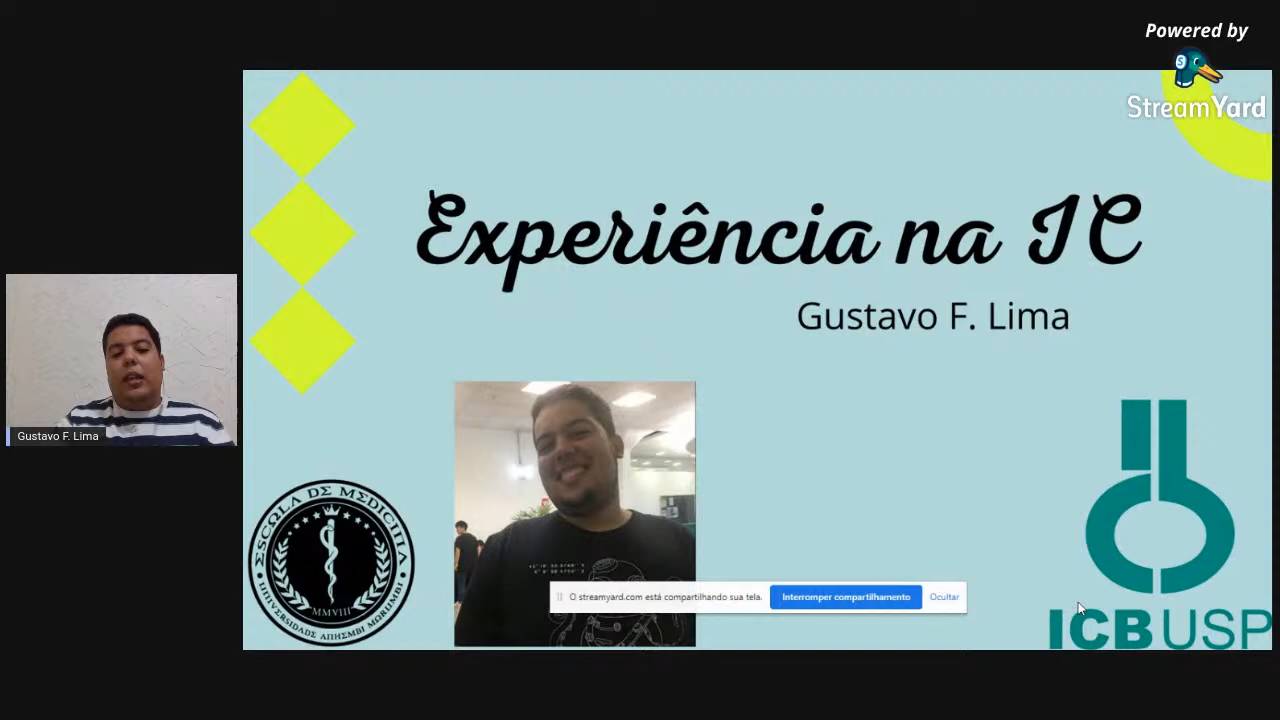 Powered by
StreamYard
Experiência na IC
Gustavo F. Lima
Gustavo F. Lima
ESCOLA DE MEDICINA
MMVIII
UNIVERSIDADE ANHEMBI MORUMBI
O streamyard.com está compartilhando sua tela.
Interromper compartilhamento
Ocultar
ICBUSP